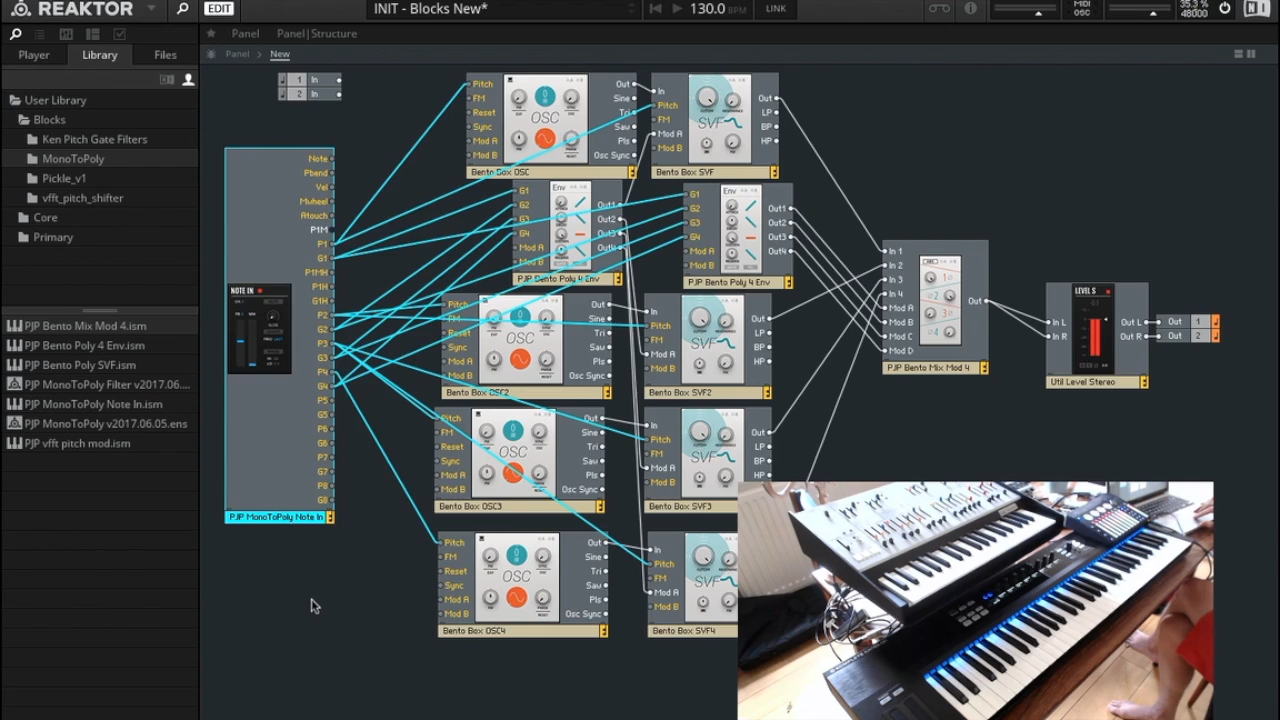 REAKTOR EDIT INIT - Blocks New* 130.0 BPM LINK MIDI OSC 35.3 % 48000
Panel Panel|Structure
Player Library Files
Panel > New
User Library
Blocks
Ken Pitch Gate Filters
MonoToPoly
Pickle_v1
vfft_pitch_shifter
Core
Primary
PJP Bento Mix Mod 4.ism
PJP Bento Poly 4 Env.ism
PJP Bento Poly SVF.ism
PJP MonoToPoly Filter v2017.06....
PJP MonoToPoly Note In.ism
PJP MonoToPoly v2017.06.05.ens
PJP vfft pitch mod.ism
1 In
2 In
Note
Pbend
Vel
Mwheel
Atouch
P1M
P1
G1
P1MH
P1H
G1H
P2
G2
P3
G3
P4
G4
P5
G5
P6
G6
P7
G7
P8
G8
NOTE IN
PJP MonoToPoly Note In
Pitch
FM
Reset
Sync
Mod A
Mod B
OSC
Out
Sine
Tri
Saw
Pls
Osc Sync
Bento Box OSC
In
Pitch
FM
Mod A
Mod B
SVF
Out
LP
BP
HP
Bento Box SVF
G1
G2
G3
G4
Mod A
Mod B
Env
Out1
Out2
Out3
Out4
PJP Bento Poly 4 Env
G1
G2
G3
G4
Mod A
Mod B
Env
Out1
Out2
Out3
Out4
PJP Bento Poly 4 Env
Pitch
FM
Reset
Sync
Mod A
Mod B
OSC
Out
Sine
Tri
Saw
Pls
Osc Sync
Bento Box OSC2
In
Pitch
FM
Mod A
Mod B
SVF
Out
LP
BP
HP
Bento Box SVF2
Pitch
FM
Reset
Sync
Mod A
Mod B
OSC
Out
Sine
Tri
Saw
Pls
Osc Sync
Bento Box OSC3
In
Pitch
FM
Mod A
Mod B
SVF
Out
LP
BP
HP
Bento Box SVF3
Pitch
FM
Reset
Sync
Mod A
Mod B
OSC
Out
Sine
Tri
Saw
Pls
Osc Sync
Bento Box OSC4
In
Pitch
FM
Mod A
Mod B
SVF
Bento Box SVF4
In 1
In 2
In 3
In 4
Mod A
Mod B
Mod C
Mod D
Out
PJP Bento Mix Mod 4
In L
In R
LEVEL S
Out L
Out R
Out 1
Out 2
Util Level Stereo